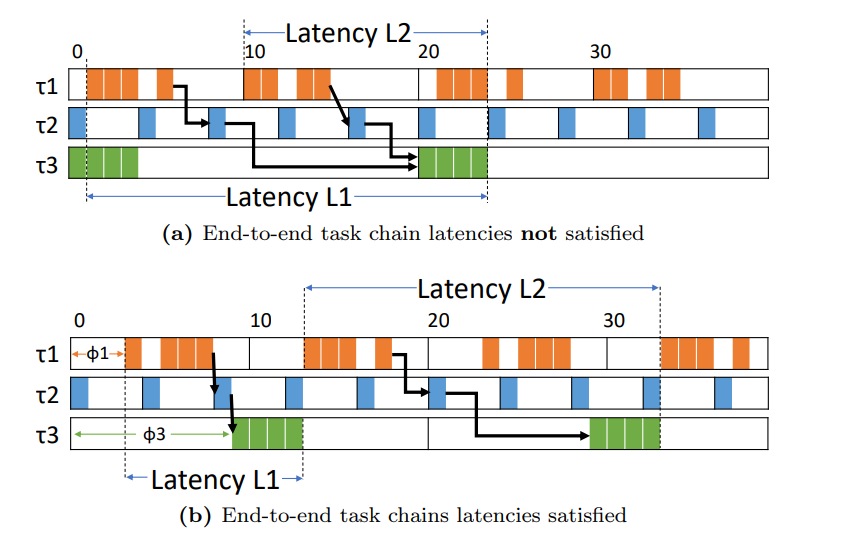 Latency L2
0 10 20 30
τ1
τ2
τ3
Latency L1
(a) End-to-end task chain latencies not satisfied
Latency L2
0 10 20 30
τ1 ϕ1
τ2
τ3 ϕ3
Latency L1
(b) End-to-end task chains latencies satisfied